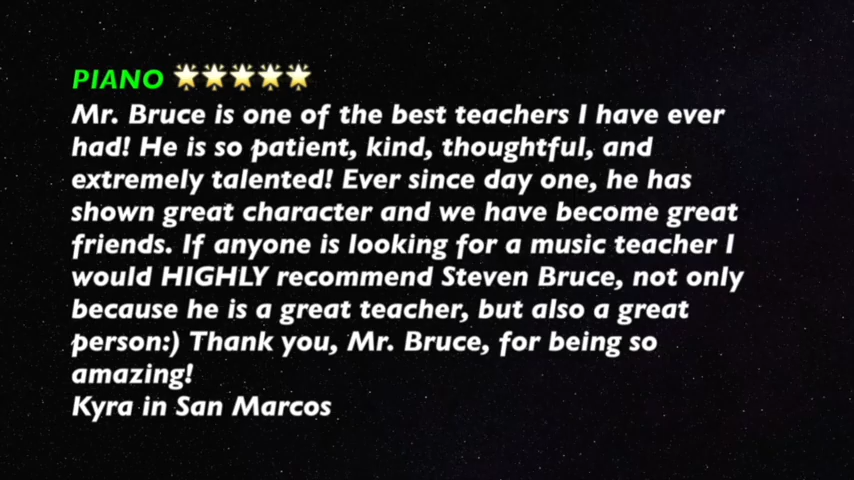 PIANO 🌟🌟🌟🌟🌟
Mr. Bruce is one of the best teachers I have ever
had! He is so patient, kind, thoughtful, and
extremely talented! Ever since day one, he has
shown great character and we have become great
friends. If anyone is looking for a music teacher I
would HIGHLY recommend Steven Bruce, not only
because he is a great teacher, but also a great
person:) Thank you, Mr. Bruce, for being so
amazing!
Kyra in San Marcos